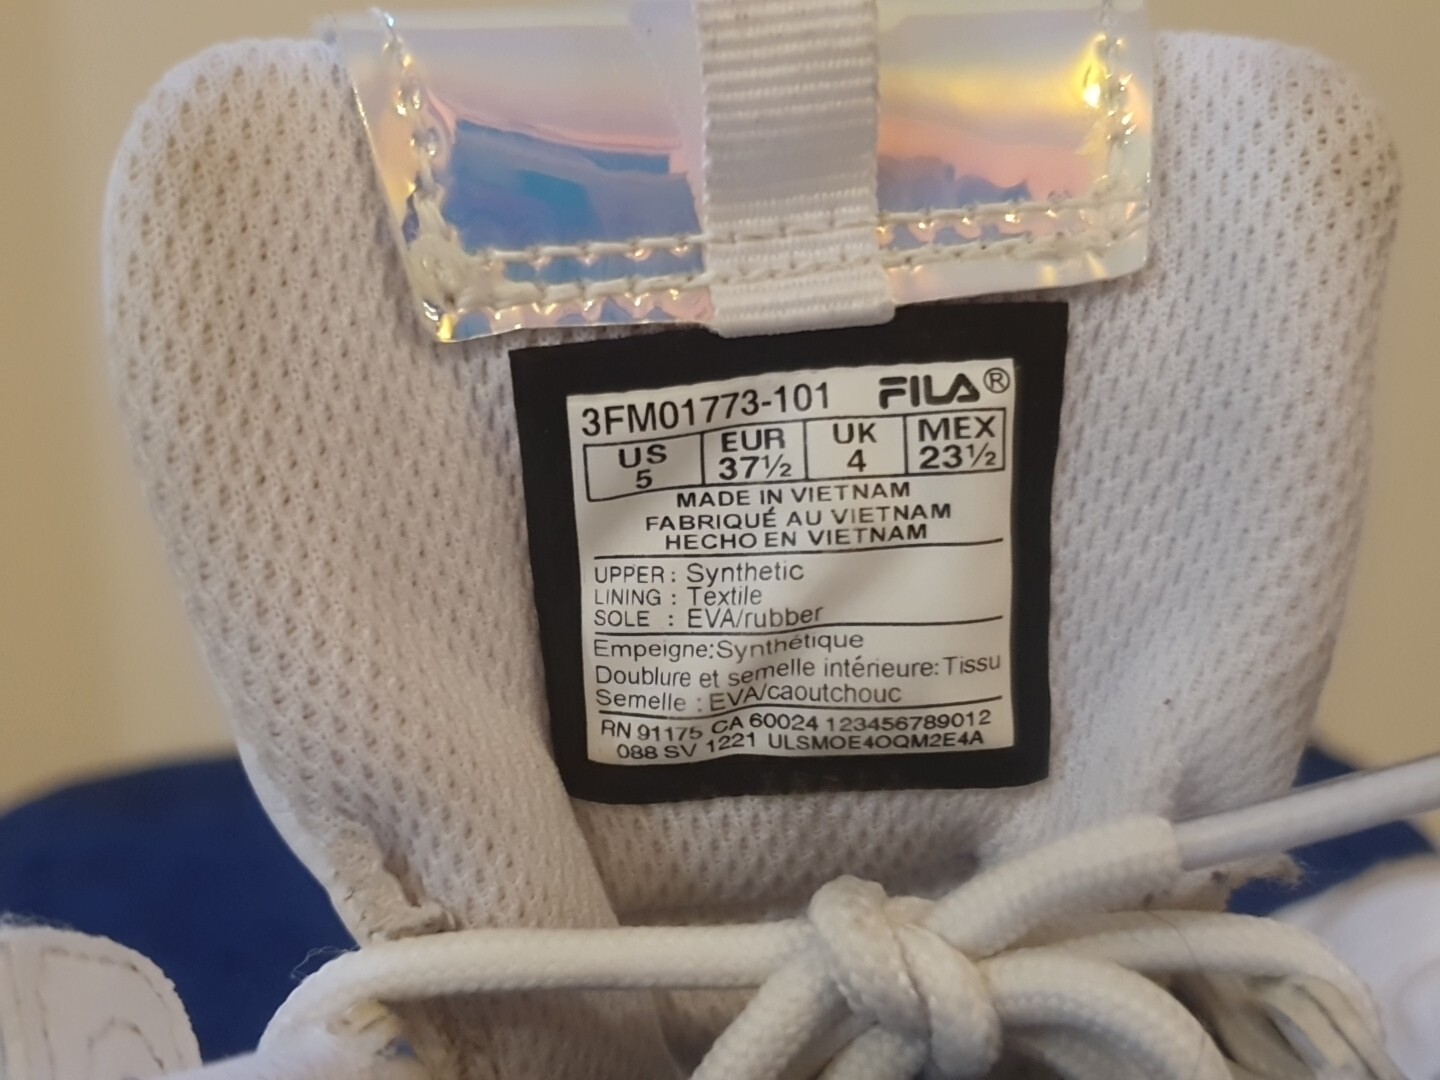 3FM01773-101 FILA®
US EUR UK MEX
5 37½ 4 23½
MADE IN VIETNAM
FABRIQUÉ AU VIETNAM
HECHO EN VIETNAM
UPPER : Synthetic
LINING : Textile
SOLE : EVA/rubber
Empeigne:Synthétique
Doublure et semelle intérieure:Tissu
Semelle : EVA/caoutchouc
RN 91175 CA 60024 123456789012
088 SV 1221 ULSMOE4OQM2E4A